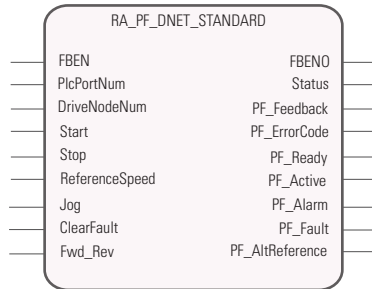 RA_PF_DNET_STANDARD
FBEN FBENO
PlcPortNum Status
DriveNodeNum PF_Feedback
Start PF_ErrorCode
Stop PF_Ready
ReferenceSpeed PF_Active
Jog PF_Alarm
ClearFault PF_Fault
Fwd_Rev PF_AltReference